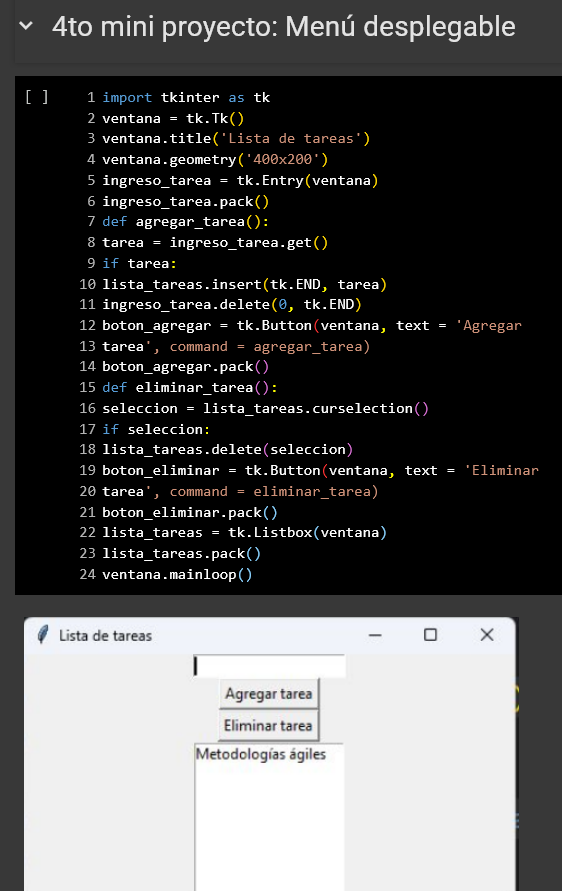 4to mini proyecto: Menú desplegable
[ ]
1 import tkinter as tk
2 ventana = tk.Tk()
3 ventana.title('Lista de tareas')
4 ventana.geometry('400x200')
5 ingreso_tarea = tk.Entry(ventana)
6 ingreso_tarea.pack()
7 def agregar_tarea():
8 tarea = ingreso_tarea.get()
9 if tarea:
10 lista_tareas.insert(tk.END, tarea)
11 ingreso_tarea.delete(0, tk.END)
12 boton_agregar = tk.Button(ventana, text = 'Agregar
13 tarea', command = agregar_tarea)
14 boton_agregar.pack()
15 def eliminar_tarea():
16 seleccion = lista_tareas.curselection()
17 if seleccion:
18 lista_tareas.delete(seleccion)
19 boton_eliminar = tk.Button(ventana, text = 'Eliminar
20 tarea', command = eliminar_tarea)
21 boton_eliminar.pack()
22 lista_tareas = tk.Listbox(ventana)
23 lista_tareas.pack()
24 ventana.mainloop()
Lista de tareas
Agregar tarea
Eliminar tarea
Metodologías ágiles